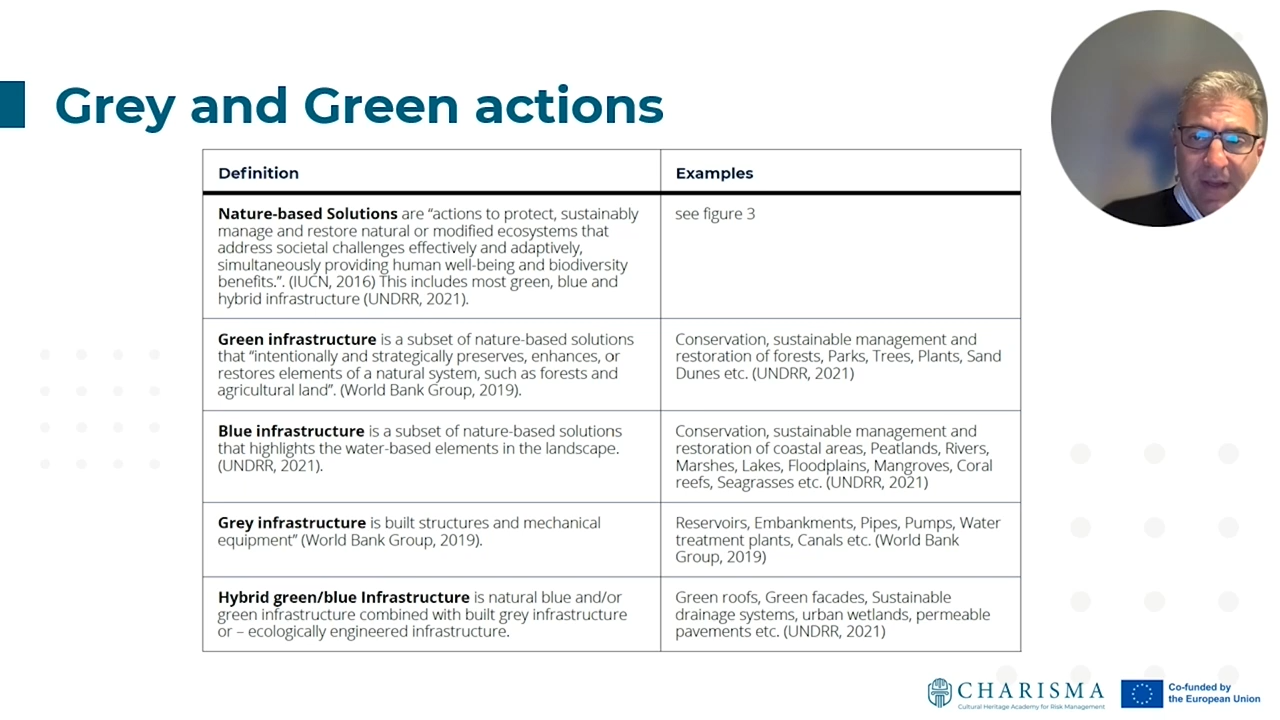 Grey and Green actions
Definition
Examples
Nature-based Solutions are “actions to protect, sustainably
manage and restore natural or modified ecosystems that
address societal challenges effectively and adaptively,
simultaneously providing human well-being and biodiversity
benefits.”. (IUCN, 2016) This includes most green, blue and
hybrid infrastructure (UNDRR, 2021).
see figure 3
Green infrastructure is a subset of nature-based solutions
that “intentionally and strategically preserves, enhances, or
restores elements of a natural system, such as forests and
agricultural land”. (World Bank Group, 2019).
Conservation, sustainable management and
restoration of forests, Parks, Trees, Plants, Sand
Dunes etc. (UNDRR, 2021)
Blue infrastructure is a subset of nature-based solutions
that highlights the water-based elements in the landscape.
(UNDRR, 2021).
Conservation, sustainable management and
restoration of coastal areas, Peatlands, Rivers,
Marshes, Lakes, Floodplains, Mangroves, Coral
reefs, Seagrasses etc. (UNDRR, 2021)
Grey infrastructure is built structures and mechanical
equipment” (World Bank Group, 2019).
Reservoirs, Embankments, Pipes, Pumps, Water
treatment plants, Canals etc. (World Bank
Group, 2019)
Hybrid green/blue Infrastructure is natural blue and/or
green infrastructure combined with built grey infrastructure
or – ecologically engineered infrastructure.
Green roofs, Green facades, Sustainable
drainage systems, urban wetlands, permeable
pavements etc. (UNDRR, 2021)
CHARISMA
Cultural Heritage Academy for Risk Management
Co-funded by
the European Union